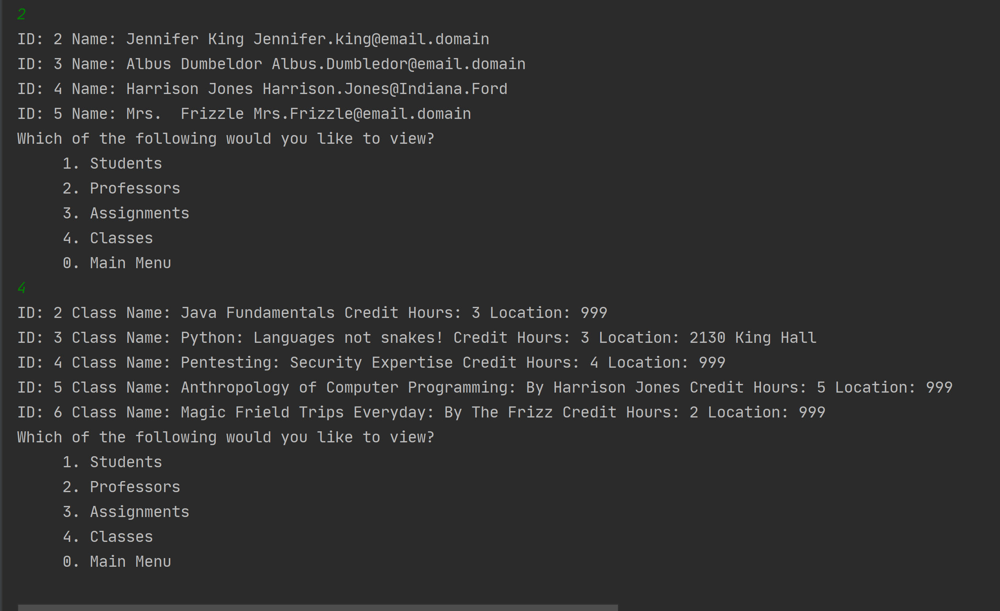 2
ID: 2 Name: Jennifer King Jennifer.king@email.domain
ID: 3 Name: Albus Dumbeldor Albus.Dumbledor@email.domain
ID: 4 Name: Harrison Jones Harrison.Jones@Indiana.Ford
ID: 5 Name: Mrs.  Frizzle Mrs.Frizzle@email.domain
Which of the following would you like to view?
     1. Students
     2. Professors
     3. Assignments
     4. Classes
     0. Main Menu
4
ID: 2 Class Name: Java Fundamentals Credit Hours: 3 Location: 999
ID: 3 Class Name: Python: Languages not snakes! Credit Hours: 3 Location: 2130 King Hall
ID: 4 Class Name: Pentesting: Security Expertise Credit Hours: 4 Location: 999
ID: 5 Class Name: Anthropology of Computer Programming: By Harrison Jones Credit Hours: 5 Location: 999
ID: 6 Class Name: Magic Frield Trips Everyday: By The Frizz Credit Hours: 2 Location: 999
Which of the following would you like to view?
     1. Students
     2. Professors
     3. Assignments
     4. Classes
     0. Main Menu